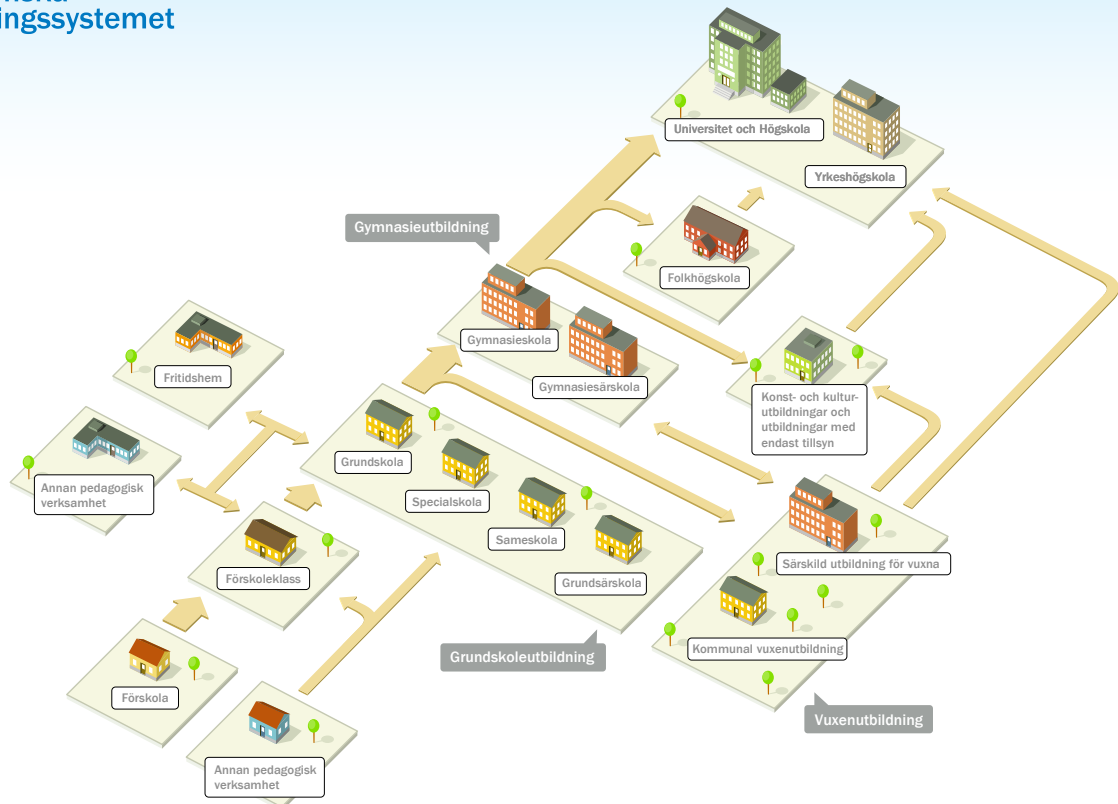 ingssystemet
Universitet och Högskola
Yrkeshögskola
Gymnasieutbildning
Folkhögskola
Gymnasieskola
Gymnasiesärskola
Fritidshem
Konst- och kultur-
utbildningar och
utbildningar med
endast tillsyn
Grundskola
Annan pedagogisk
verksamhet
Specialskola
Sameskola
Särskild utbildning för vuxna
Förskoleklass
Grundsärskola
Kommunal vuxenutbildning
Grundskoleutbildning
Förskola
Vuxenutbildning
Annan pedagogisk
verksamhet